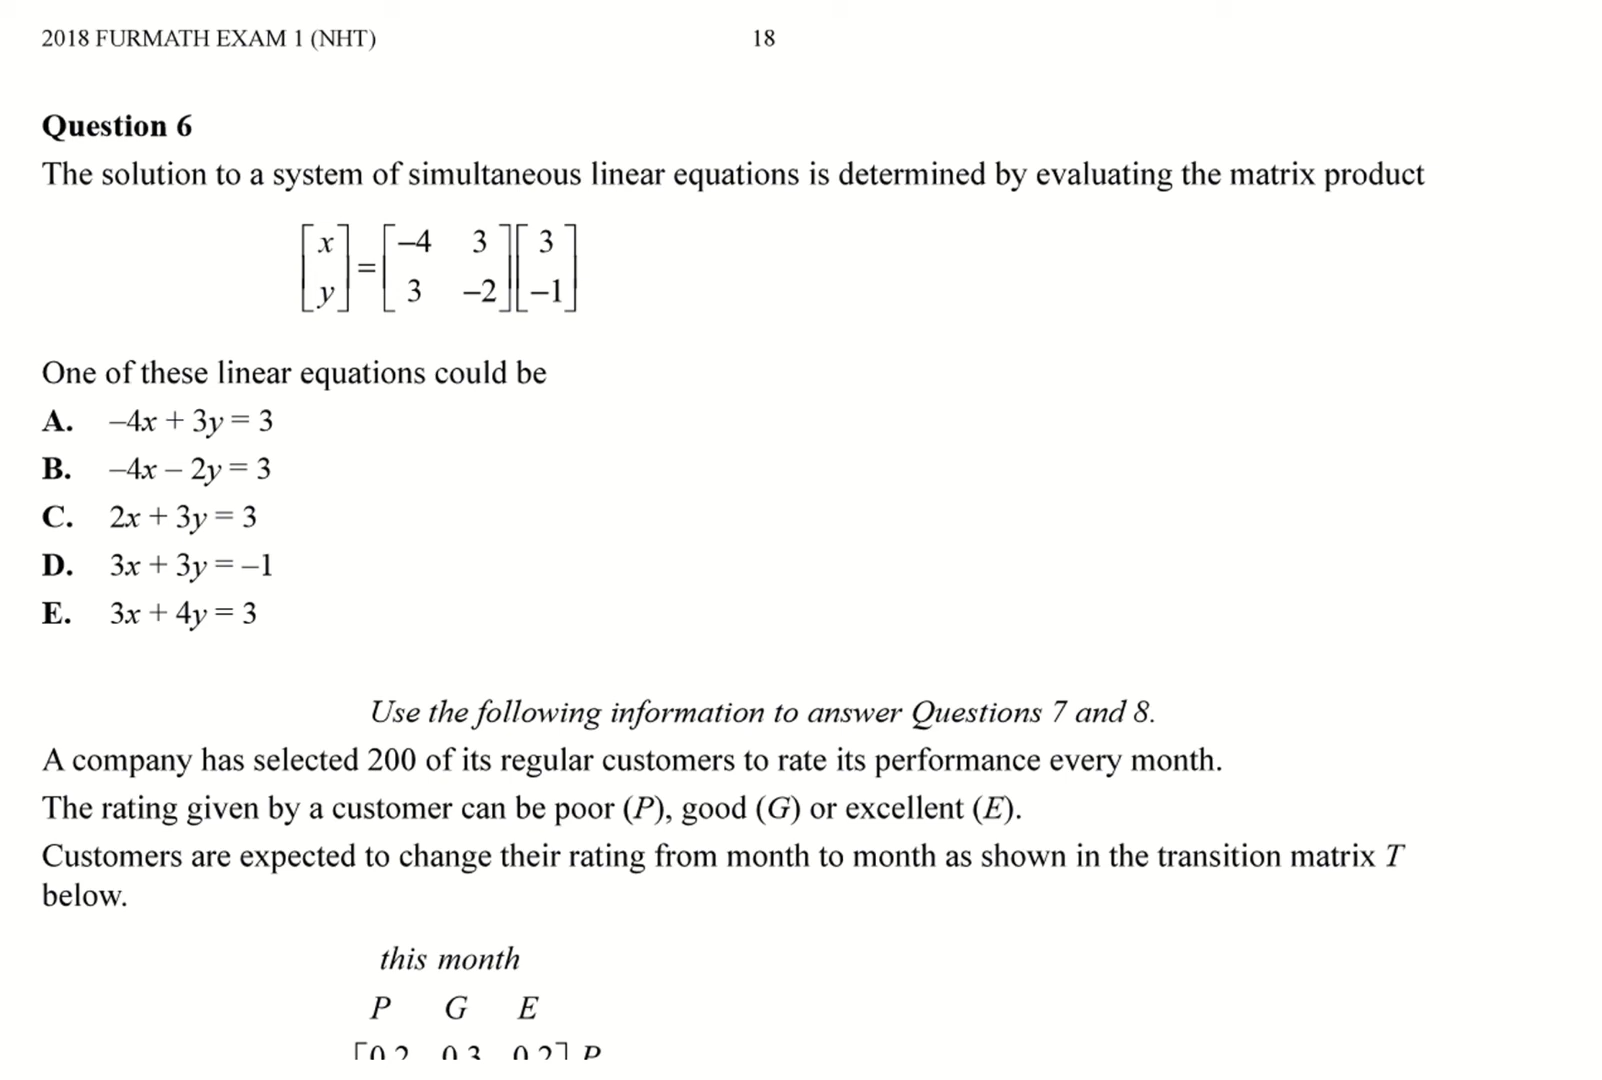 2018 FURMATH EXAM 1 (NHT) 18
Question 6
The solution to a system of simultaneous linear equations is determined by evaluating the matrix product
[x y] = [–4 3 3 –2][3 –1]
One of these linear equations could be
A. –4x + 3y = 3
B. –4x – 2y = 3
C. 2x + 3y = 3
D. 3x + 3y = –1
E. 3x + 4y = 3
Use the following information to answer Questions 7 and 8.
A company has selected 200 of its regular customers to rate its performance every month.
The rating given by a customer can be poor (P), good (G) or excellent (E).
Customers are expected to change their rating from month to month as shown in the transition matrix T
below.
this month
P G E